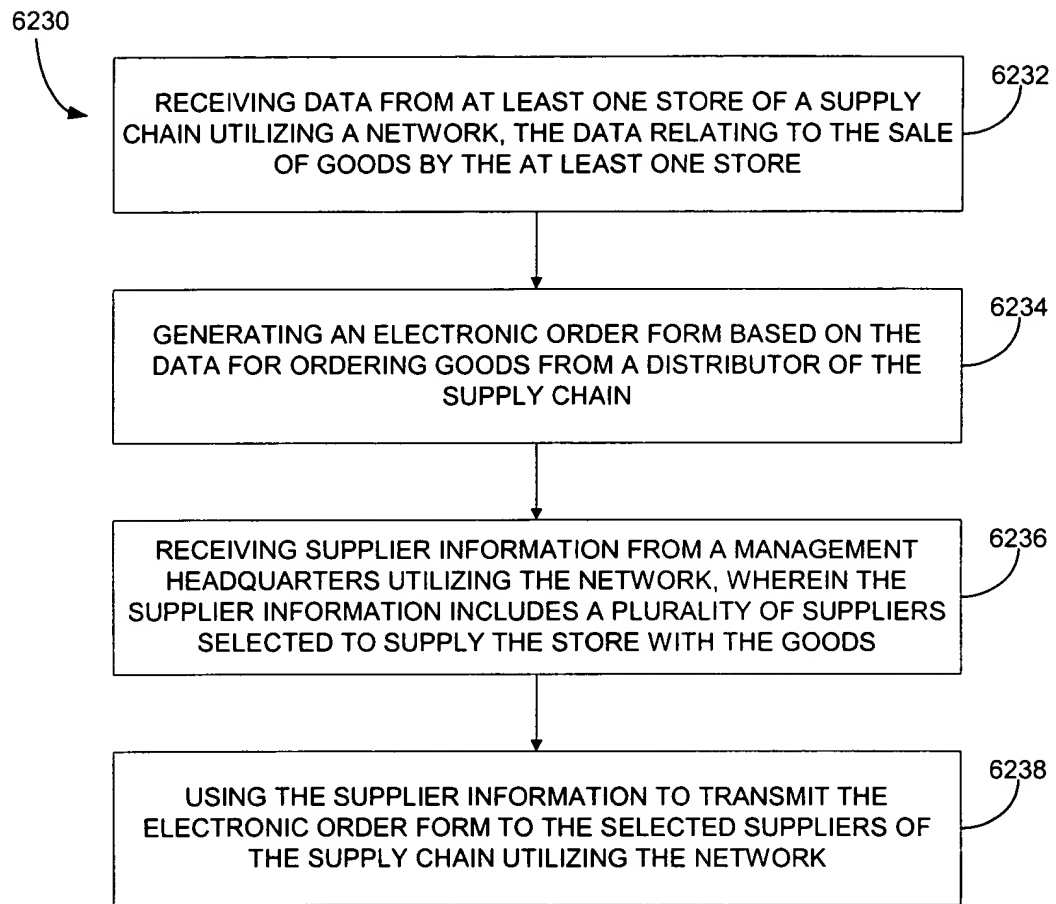 6230
RECEIVING DATA FROM AT LEAST ONE STORE OF A SUPPLY
CHAIN UTILIZING A NETWORK, THE DATA RELATING TO THE SALE
OF GOODS BY THE AT LEAST ONE STORE
6232
GENERATING AN ELECTRONIC ORDER FORM BASED ON THE
DATA FOR ORDERING GOODS FROM A DISTRIBUTOR OF THE
SUPPLY CHAIN
6234
RECEIVING SUPPLIER INFORMATION FROM A MANAGEMENT
HEADQUARTERS UTILIZING THE NETWORK, WHEREIN THE
SUPPLIER INFORMATION INCLUDES A PLURALITY OF SUPPLIERS
SELECTED TO SUPPLY THE STORE WITH THE GOODS
6236
USING THE SUPPLIER INFORMATION TO TRANSMIT THE
ELECTRONIC ORDER FORM TO THE SELECTED SUPPLIERS OF
THE SUPPLY CHAIN UTILIZING THE NETWORK
6238